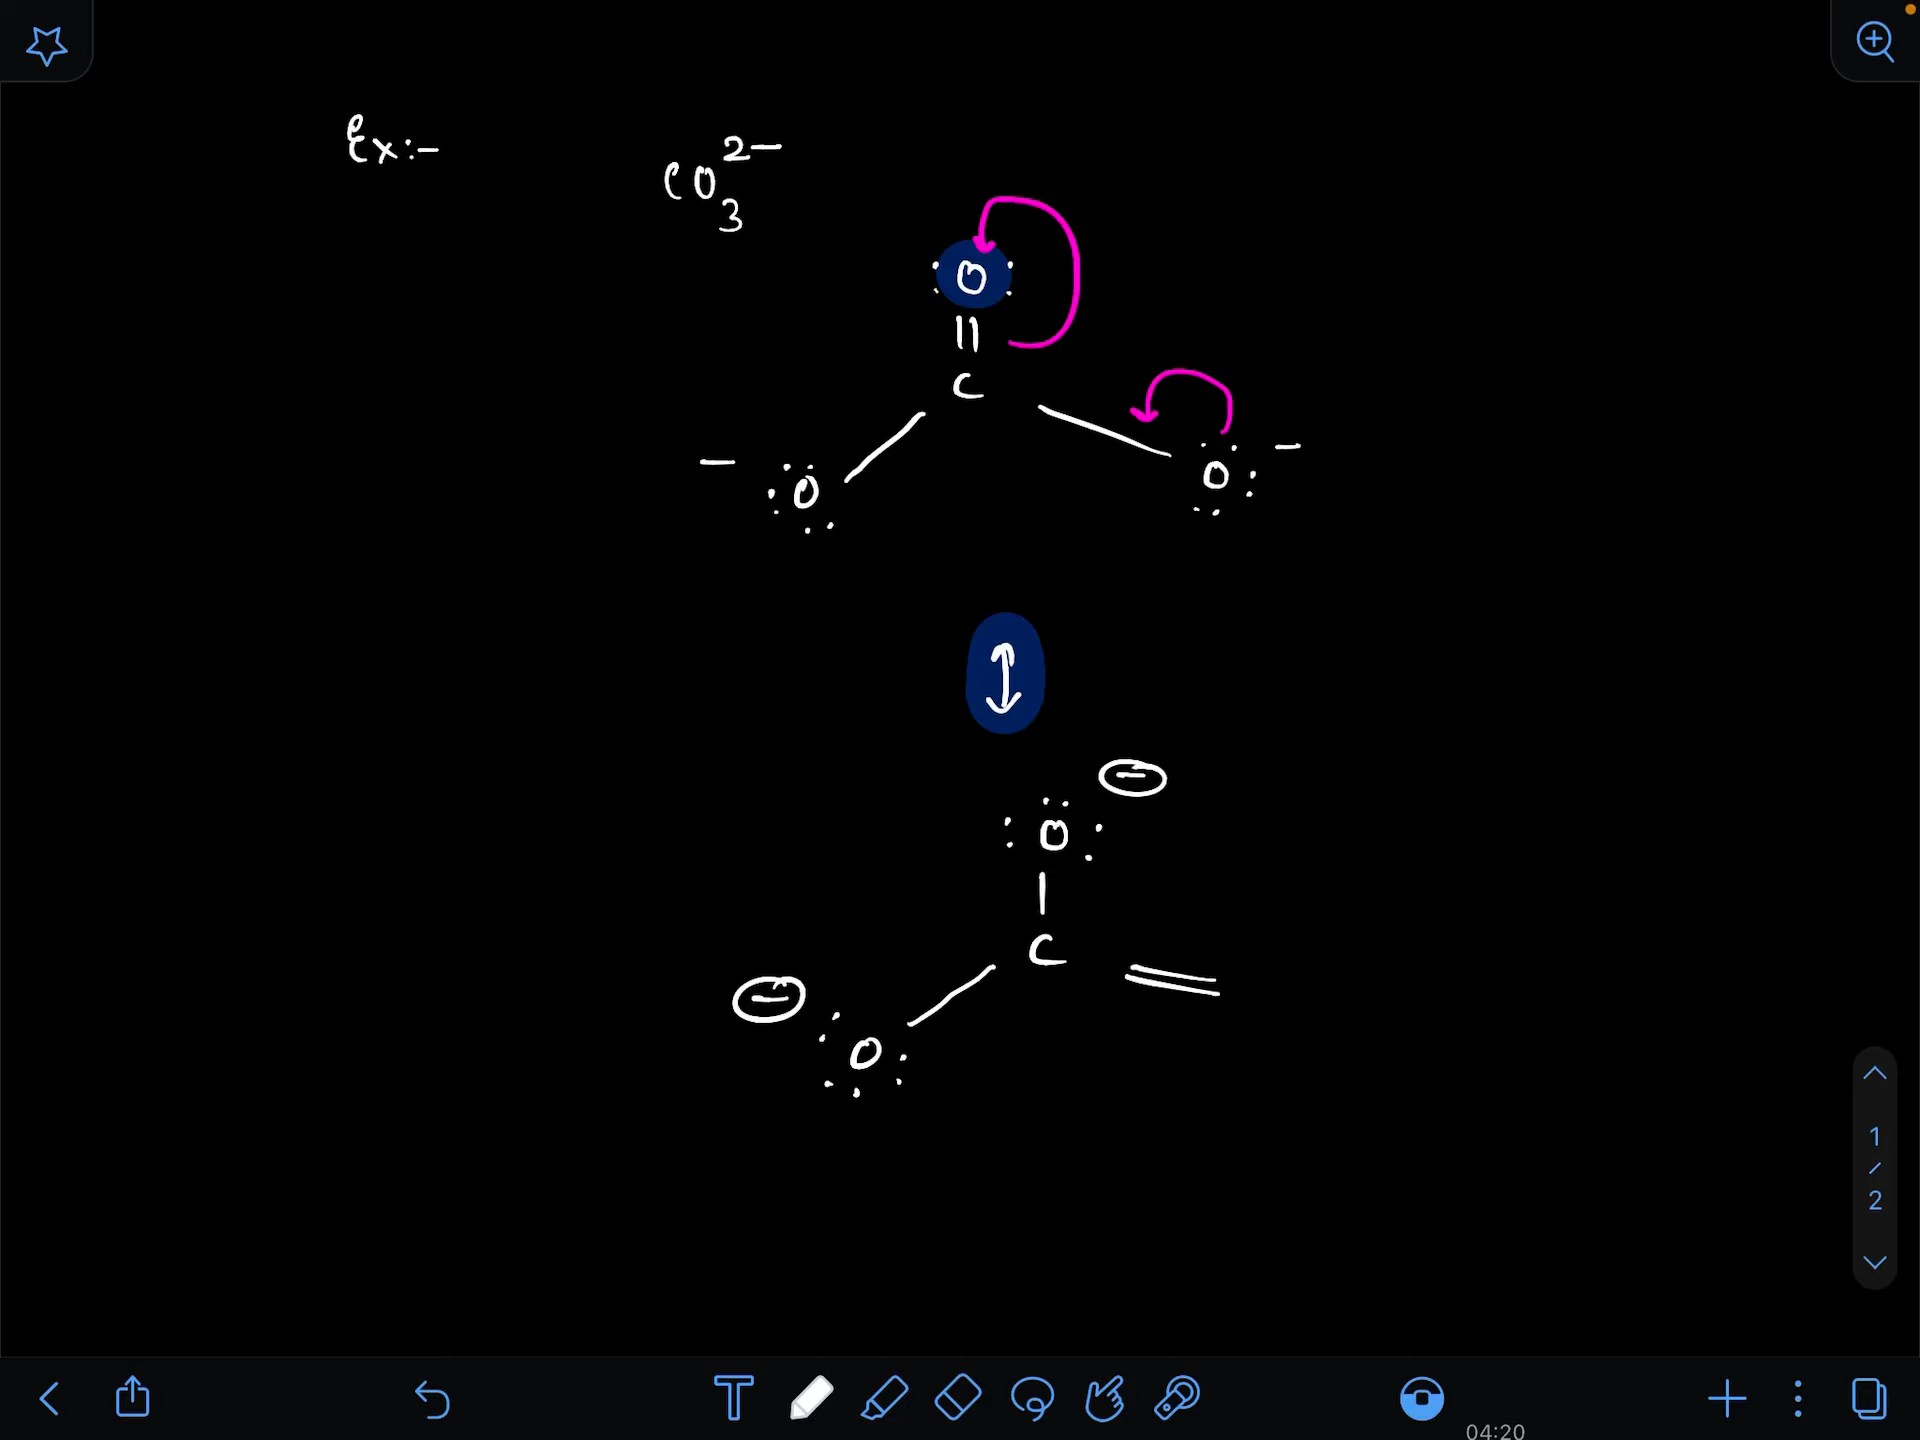 Ex:-
CO3 2-
:O:
||
C
- :O: :O: -
↕
:O: ⊖
|
C =
⊖ :O:
1
/
2
T
04:20